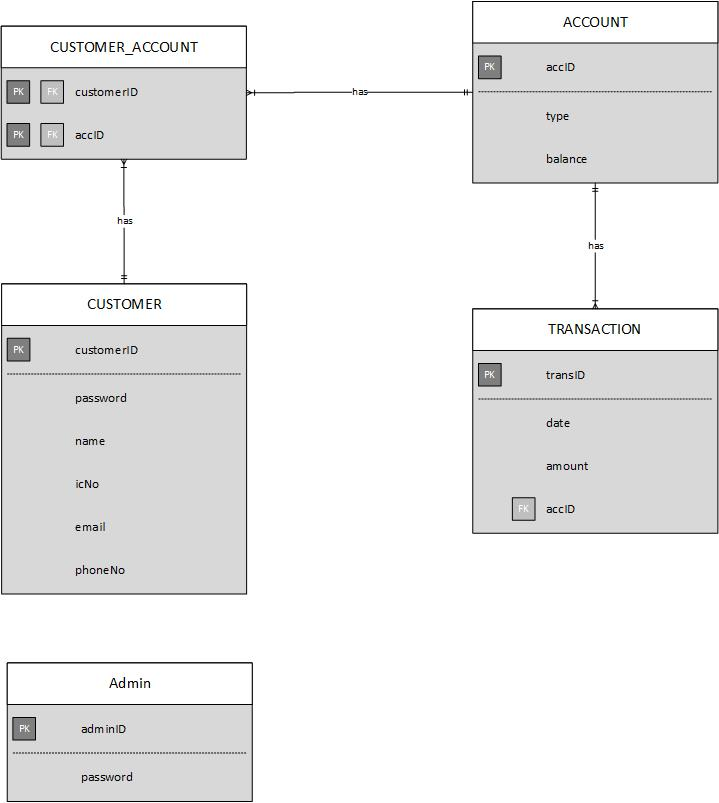 CUSTOMER_ACCOUNT
PK FK customerID
PK FK accID
has
ACCOUNT
PK accID
type
balance
has
has
CUSTOMER
PK customerID
password
name
icNo
email
phoneNo
TRANSACTION
PK transID
date
amount
FK accID
Admin
PK adminID
password